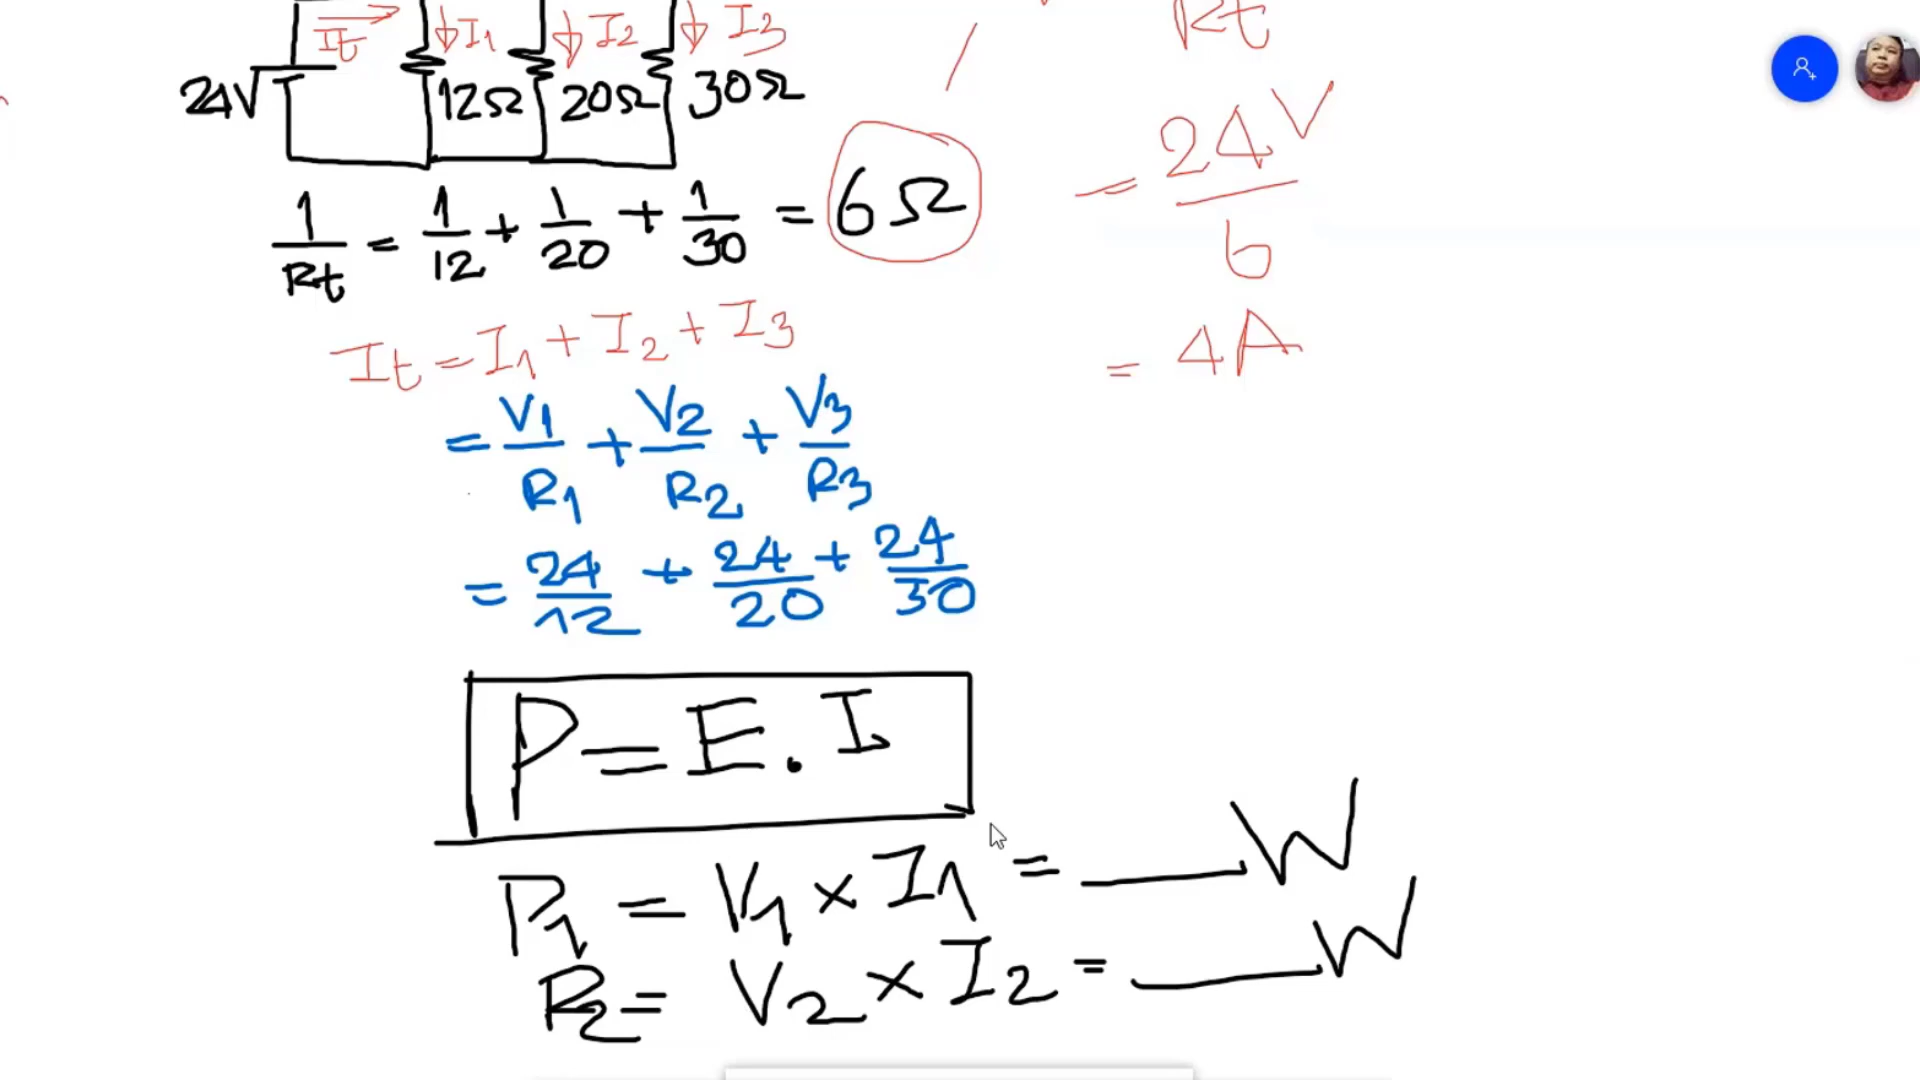 It I1 I2 I3
24V 12Ω 20Ω 30Ω
1/Rt = 1/12 + 1/20 + 1/30 = 6Ω
It = I1 + I2 + I3
= V1/R1 + V2/R2 + V3/R3
= 24/12 + 24/20 + 24/30
Rt
= 24V/6
= 4A
P = E . I
P1 = V1 x I1 = ____ W
P2 = V2 x I2 = ____ W